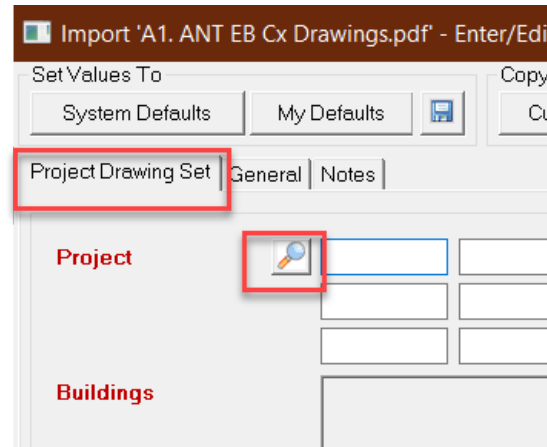 Import 'A1. ANT EB Cx Drawings.pdf' - Enter/Edi
Set Values To
Copy
System Defaults
My Defaults
Cu
Project Drawing Set
General
Notes
Project
Buildings